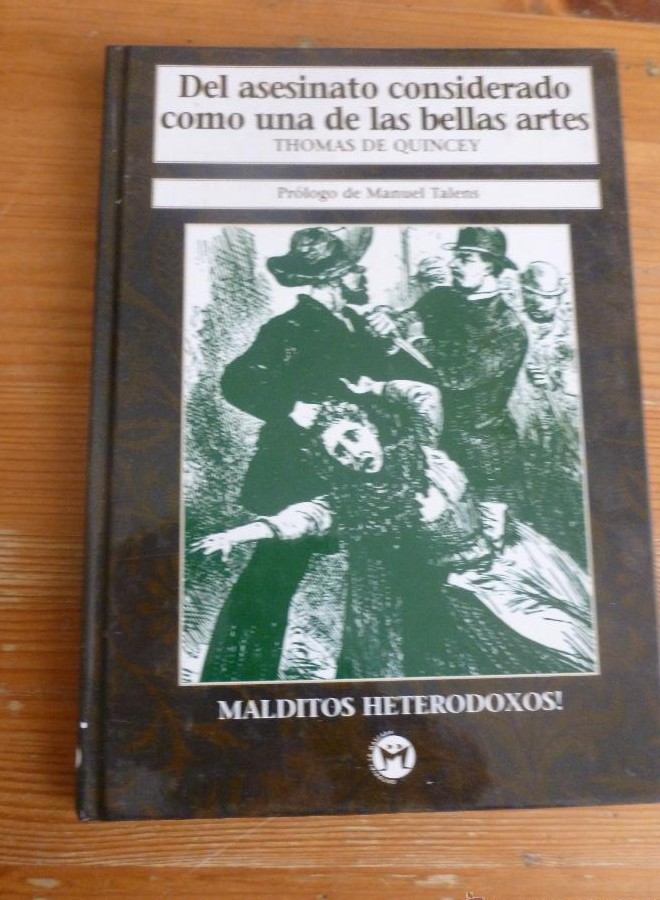 Del asesinato considerado
como una de las bellas artes
THOMAS DE QUINCEY
Prólogo de Manuel Talens
MALDITOS HETERODOXOS!
M